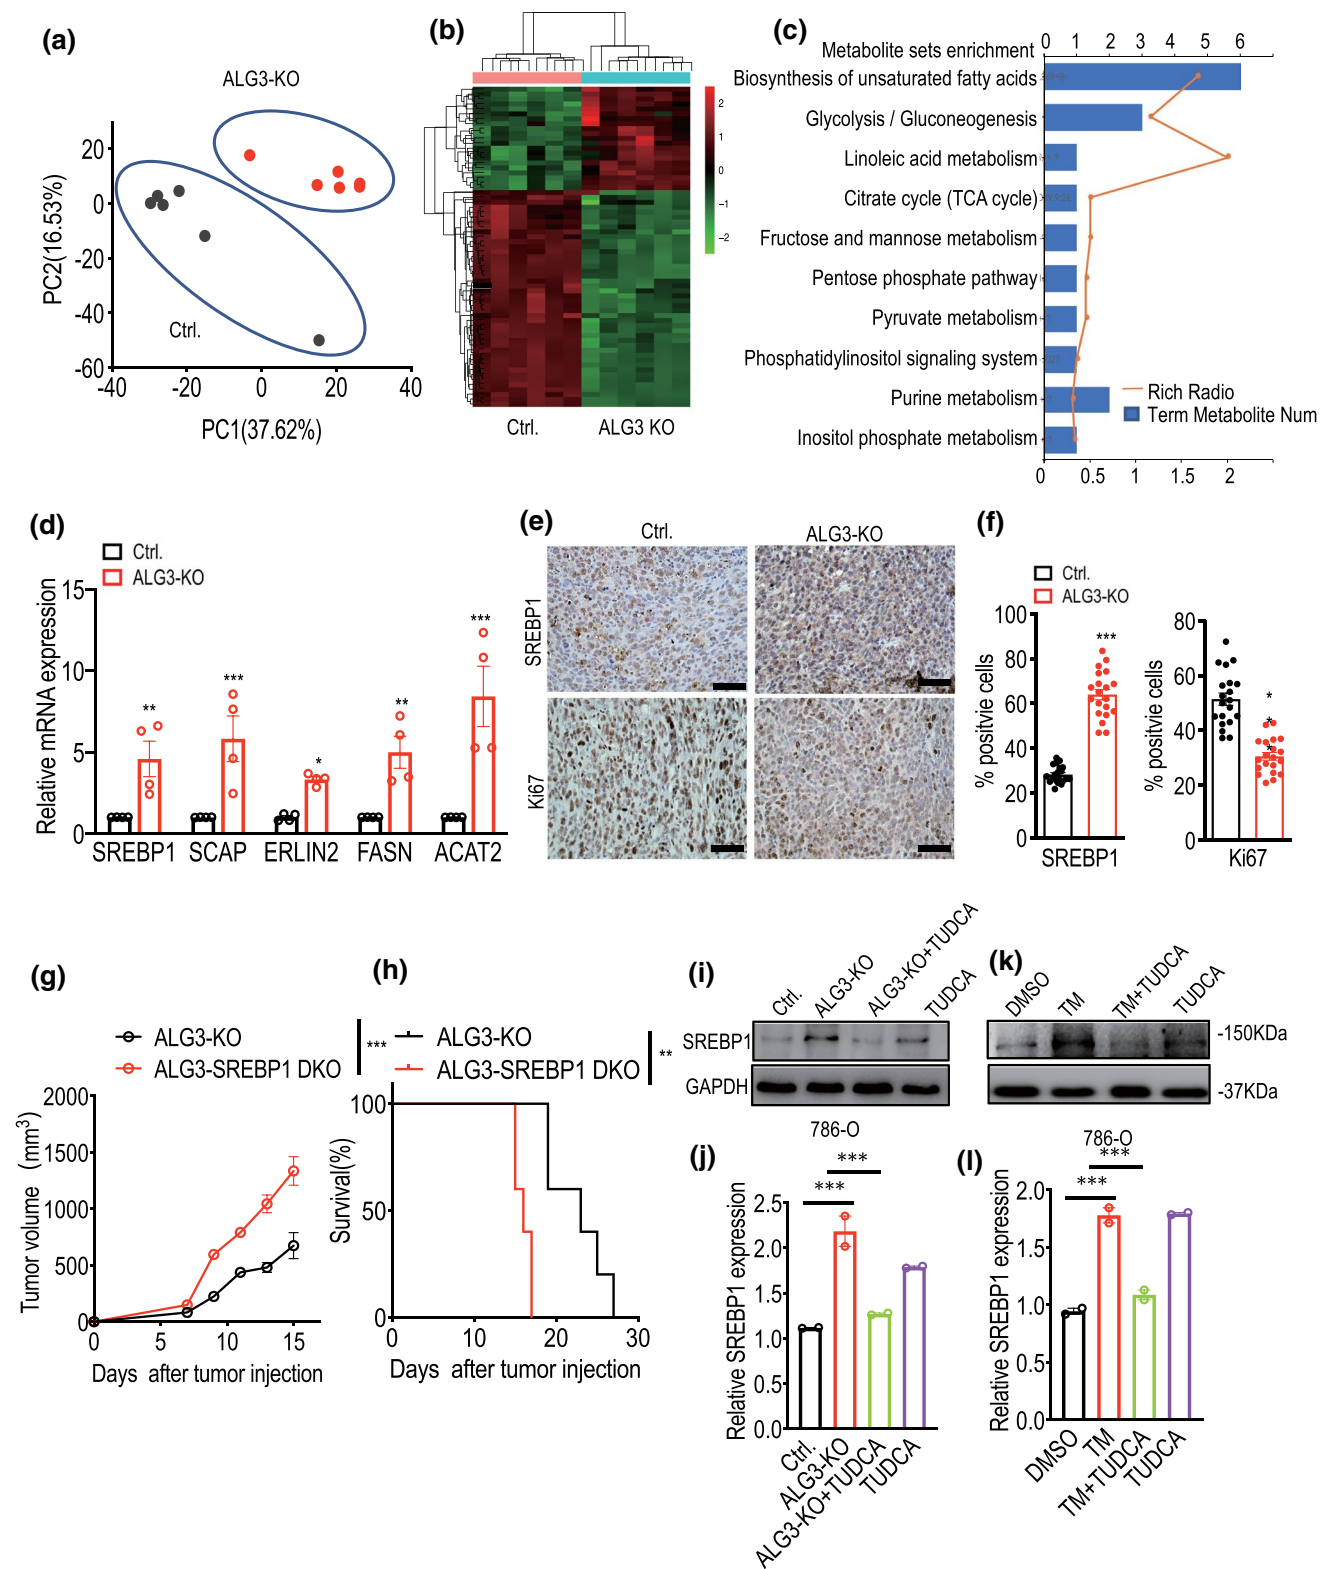 (a)
ALG3-KO
Ctrl.
PC2(16.53%)
20
0
-20
-40
-60
-40
-20
0
20
40
PC1(37.62%)
(b)
2
1
0
−1
−2
Ctrl.
ALG3 KO
(c)
Metabolite sets enrichment
0 1 2 3 4 5 6
Biosynthesis of unsaturated fatty acids
Glycolysis / Gluconeogenesis
Linoleic acid metabolism
Citrate cycle (TCA cycle)
Fructose and mannose metabolism
Pentose phosphate pathway
Pyruvate metabolism
Phosphatidylinositol signaling system
Purine metabolism
Inositol phosphate metabolism
Rich Radio
Term Metabolite Num
0 0.5 1 1.5 2
(d)
Ctrl.
ALG3-KO
Relative mRNA expression
15
10
5
0
** *** * ** ***
SREBP1 SCAP ERLIN2 FASN ACAT2
(e)
Ctrl.
ALG3-KO
SREBP1
Ki67
(f)
Ctrl.
ALG3-KO
% positvie cells
100
80
60
40
20
0
***
SREBP1
% positvie cells
80
60
40
20
0
*
*
*
Ki67
(g)
ALG3-KO
ALG3-SREBP1 DKO
***
Tumor volume (mm³)
2000
1500
1000
500
0
0 5 10 15
Days after tumor injection
(h)
ALG3-KO
ALG3-SREBP1 DKO
**
Survival(%)
100
50
0
0 10 20 30
Days after tumor injection
(i)
Ctrl.
ALG3-KO
ALG3-KO+TUDCA
TUDCA
SREBP1
GAPDH
786-O
(k)
DMSO
TM
TM+TUDCA
TUDCA
-150KDa
-37KDa
786-O
(j)
***
***
Relative SREBP1 expression
2.5
2.0
1.5
1.0
0.5
0.0
Ctrl.
ALG3-KO
ALG3-KO+TUDCA
TUDCA
(l)
***
***
Relative SREBP1 expression
2.0
1.5
1.0
0.5
0.0
DMSO
TM
TM+TUDCA
TUDCA